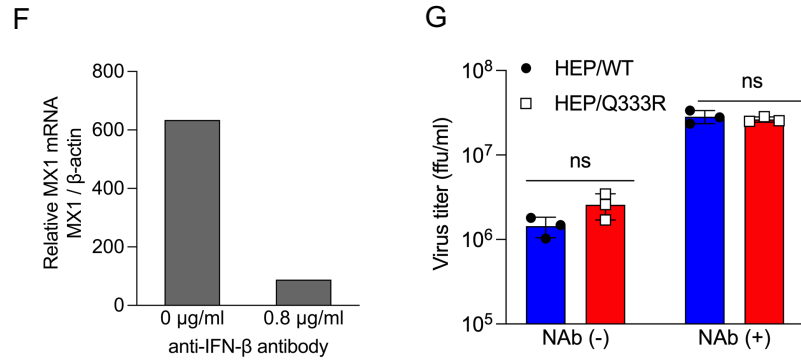 F
Relative MX1 mRNA
MX1 / β-actin
800
600
400
200
0
0 µg/ml
0.8 µg/ml
anti-IFN-β antibody
G
HEP/WT
HEP/Q333R
Virus titer (ffu/ml)
10⁸
10⁷
10⁶
10⁵
ns
ns
NAb (-)
NAb (+)